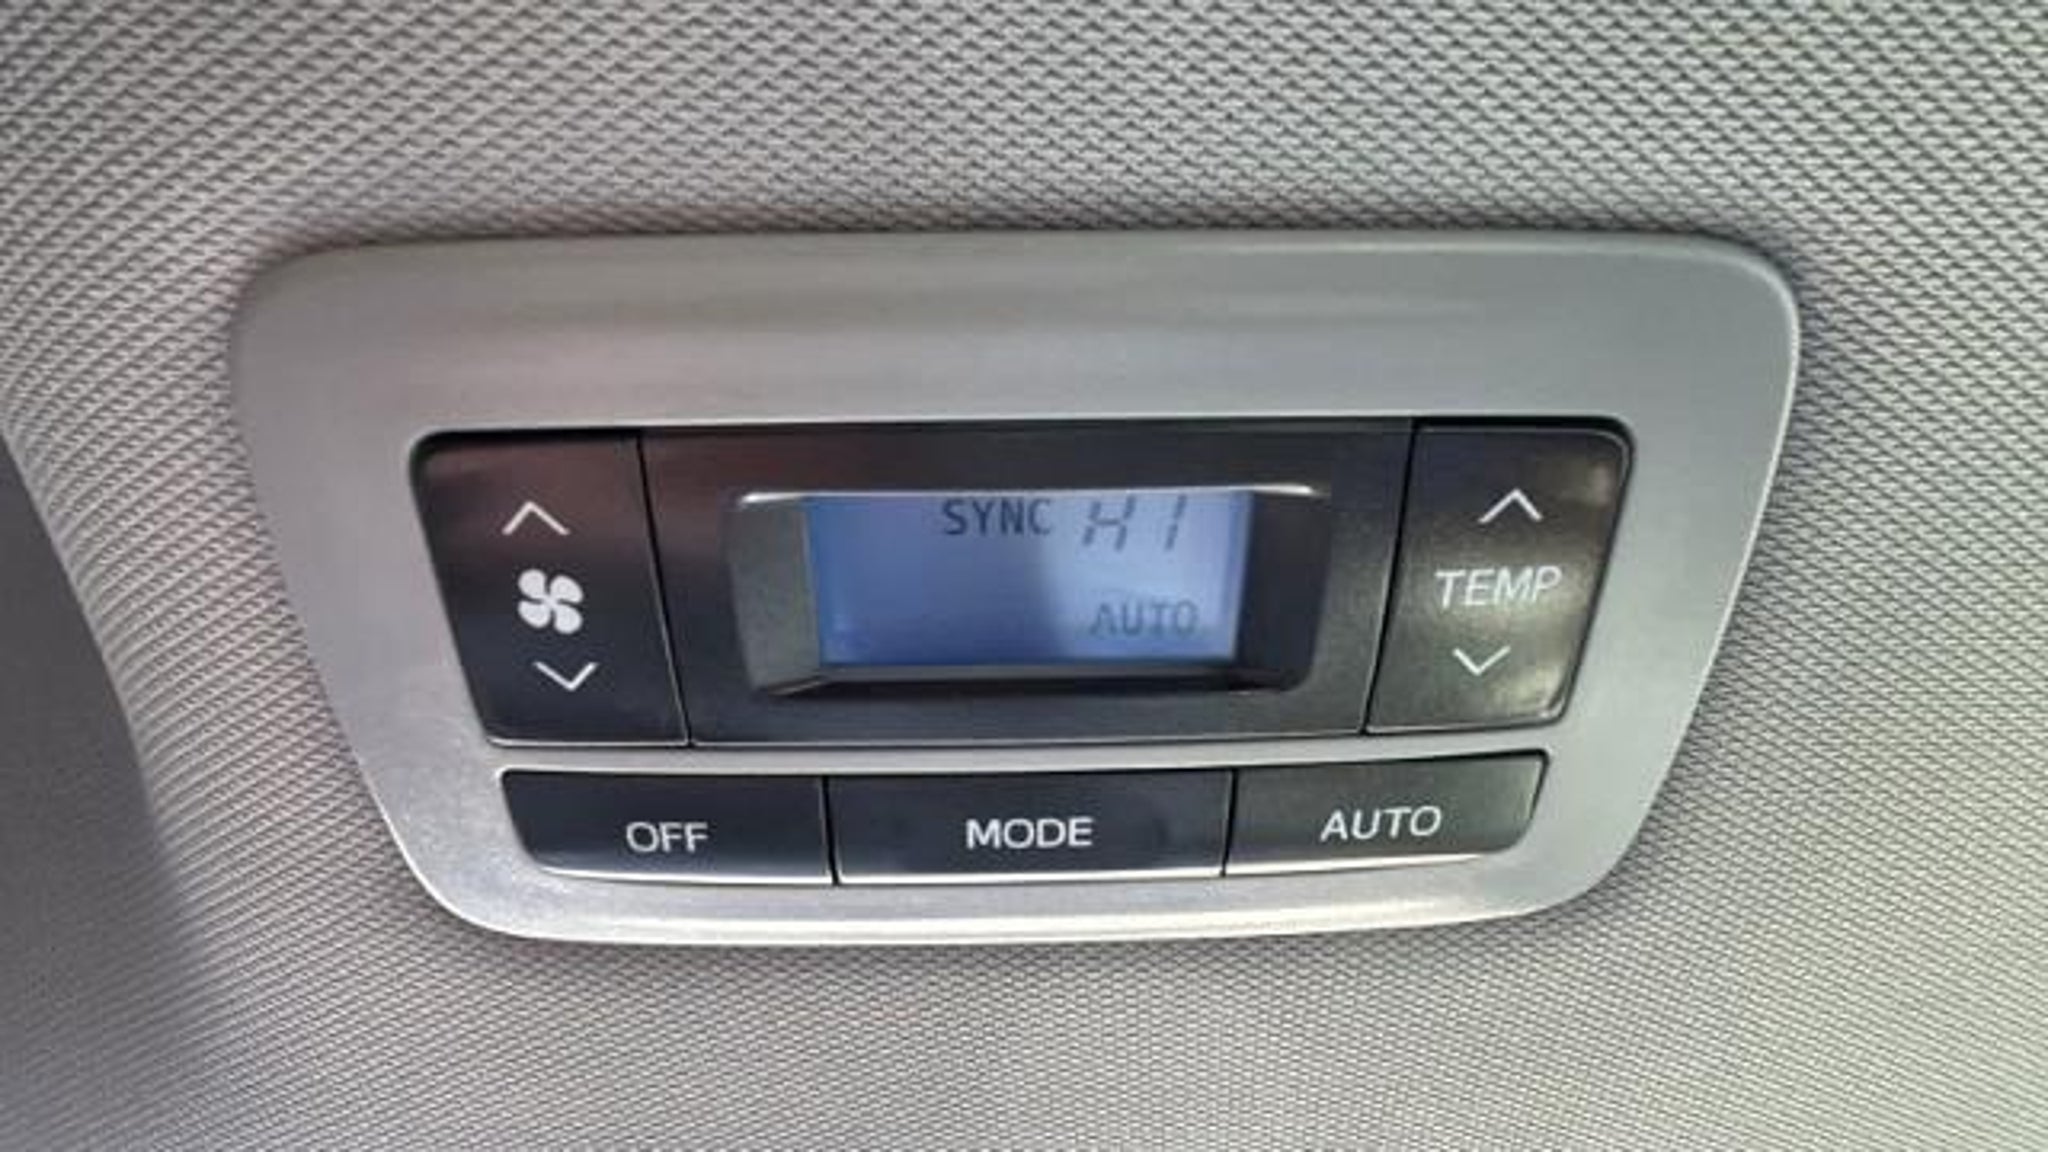 SYNC HI
AUTO
TEMP
OFF MODE AUTO